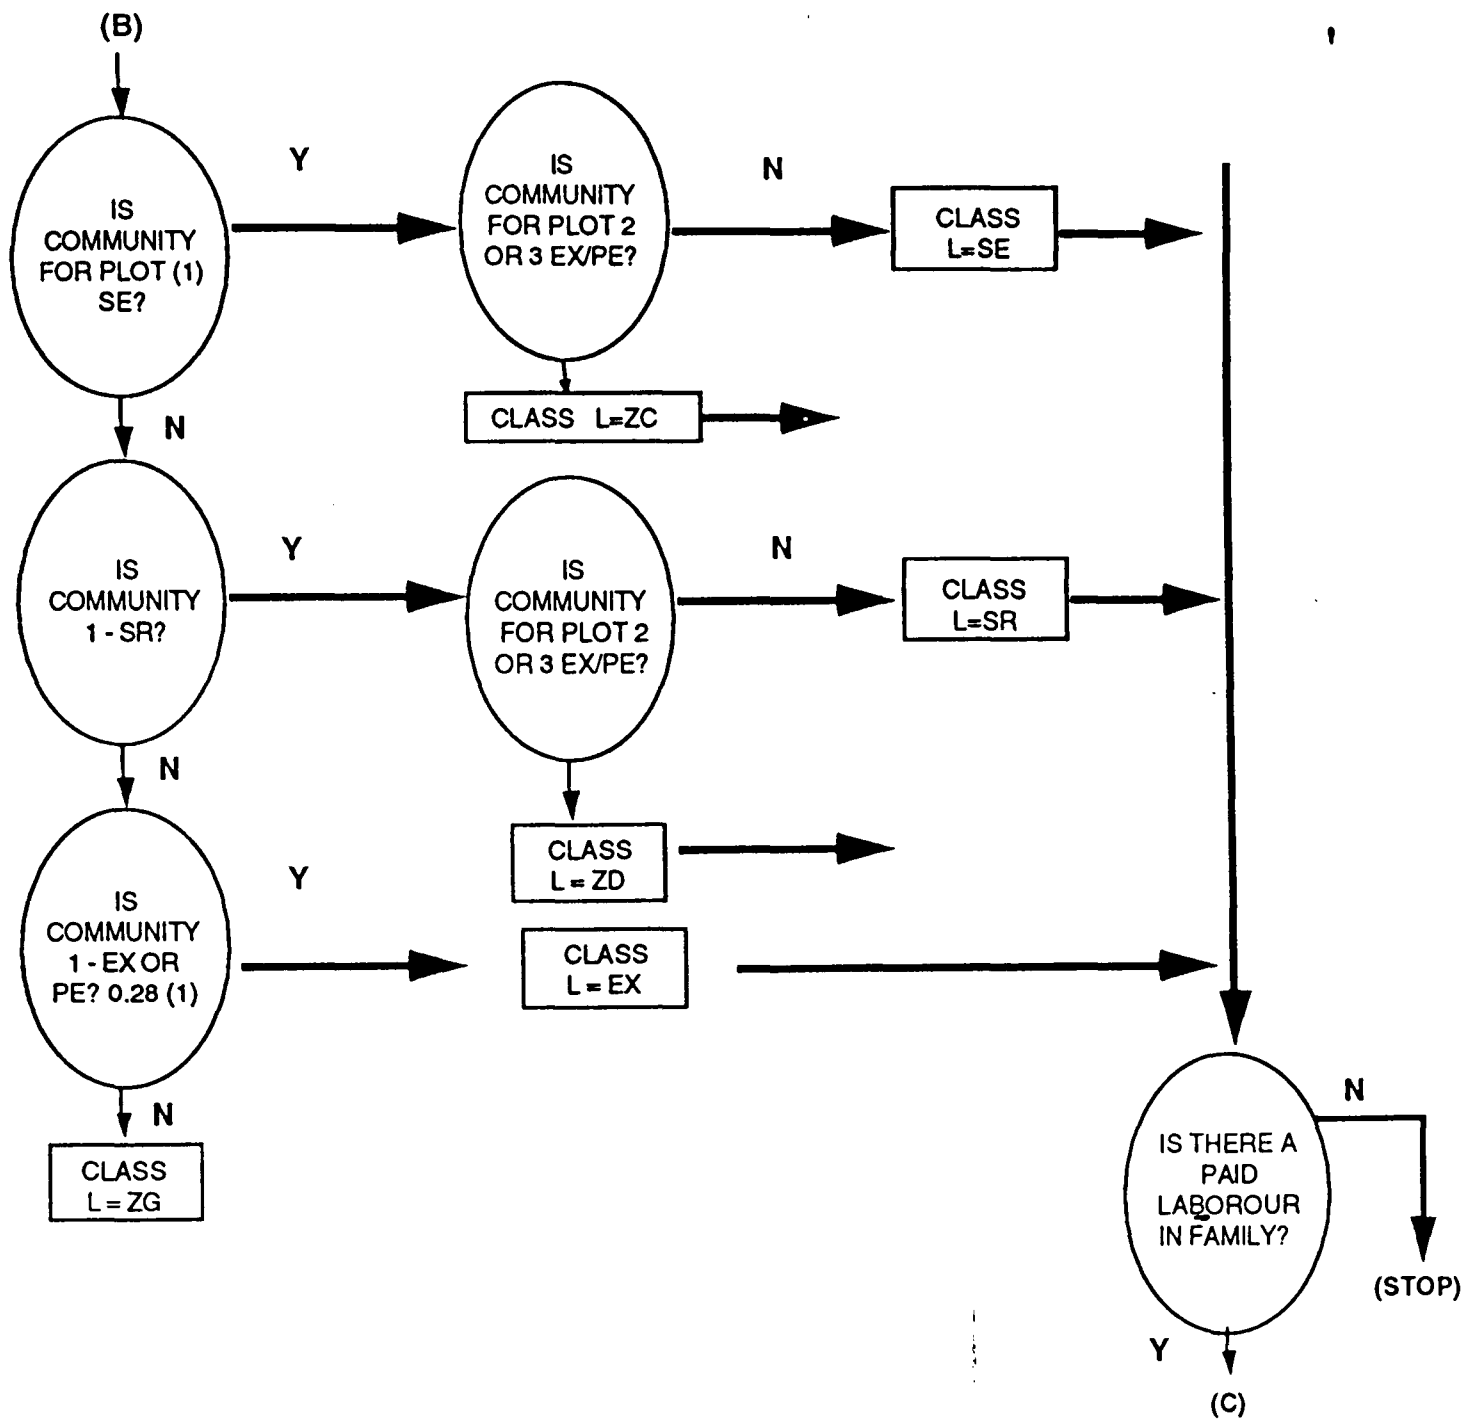 (B)
IS
COMMUNITY
FOR PLOT (1)
SE?
Y
IS
COMMUNITY
FOR PLOT 2
OR 3 EX/PE?
N
CLASS
L=SE
CLASS L=ZC
N
IS
COMMUNITY
1 - SR?
Y
IS
COMMUNITY
FOR PLOT 2
OR 3 EX/PE?
N
CLASS
L=SR
N
CLASS
L = ZD
IS
COMMUNITY
1 - EX OR
PE? 0.28 (1)
Y
CLASS
L = EX
N
CLASS
L = ZG
IS THERE A
PAID
LABOROUR
IN FAMILY?
N
(STOP)
Y
(C)